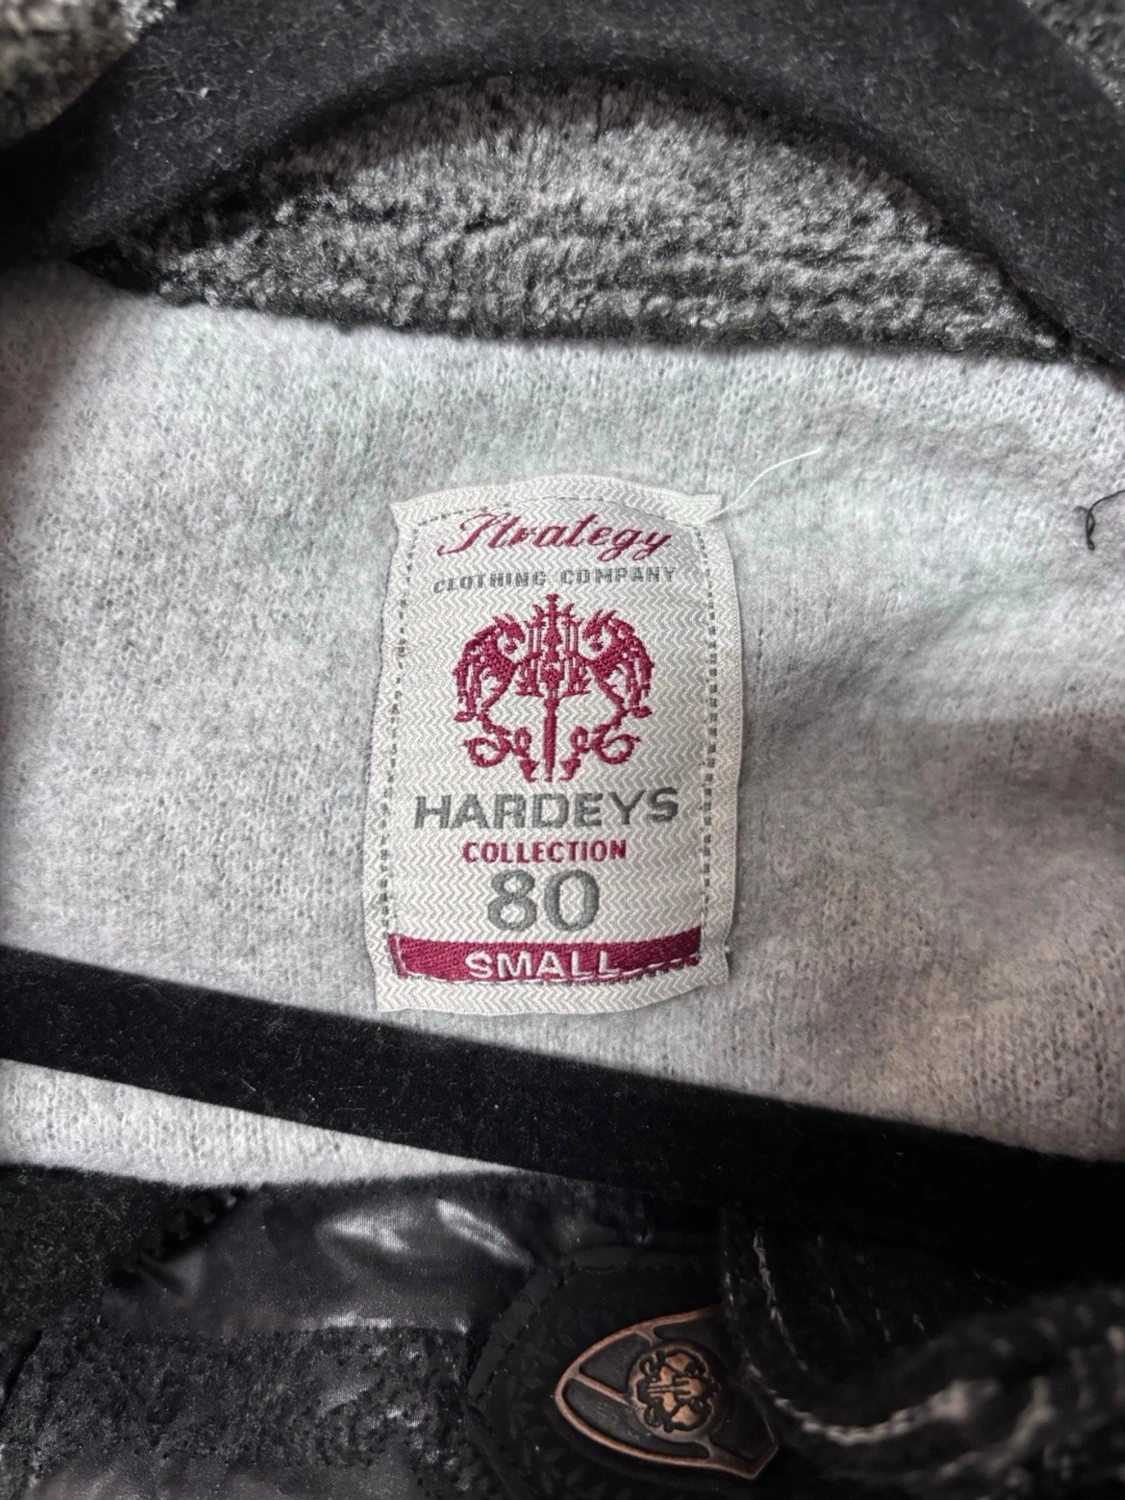 Strategy
CLOTHING COMPANY
HARDEYS
COLLECTION
80
SMALL